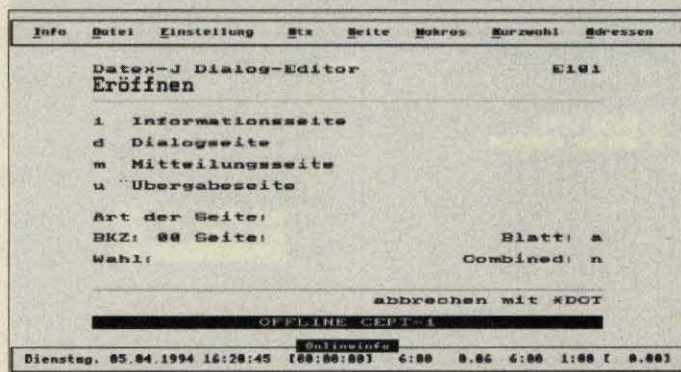 Info Datei Einstellung Btx Seite Makros Kurzwahl Adressen
Datex-J Dialog-Editor E101
Eröffnen
i Informationsseite
d Dialogseite
m Mitteilungsseite
u Übergabeseite
Art der Seite:
BKZ: 00 Seite: Blatt: a
Wahl: Combined: n
abbrechen mit *DCT
OFFLINE CEPT-1
Onlineinfo
Dienstag, 05.04.1994 16:20:45 [00:00:00] 6:00 0.06 6:00 1:00 [ 0.00]